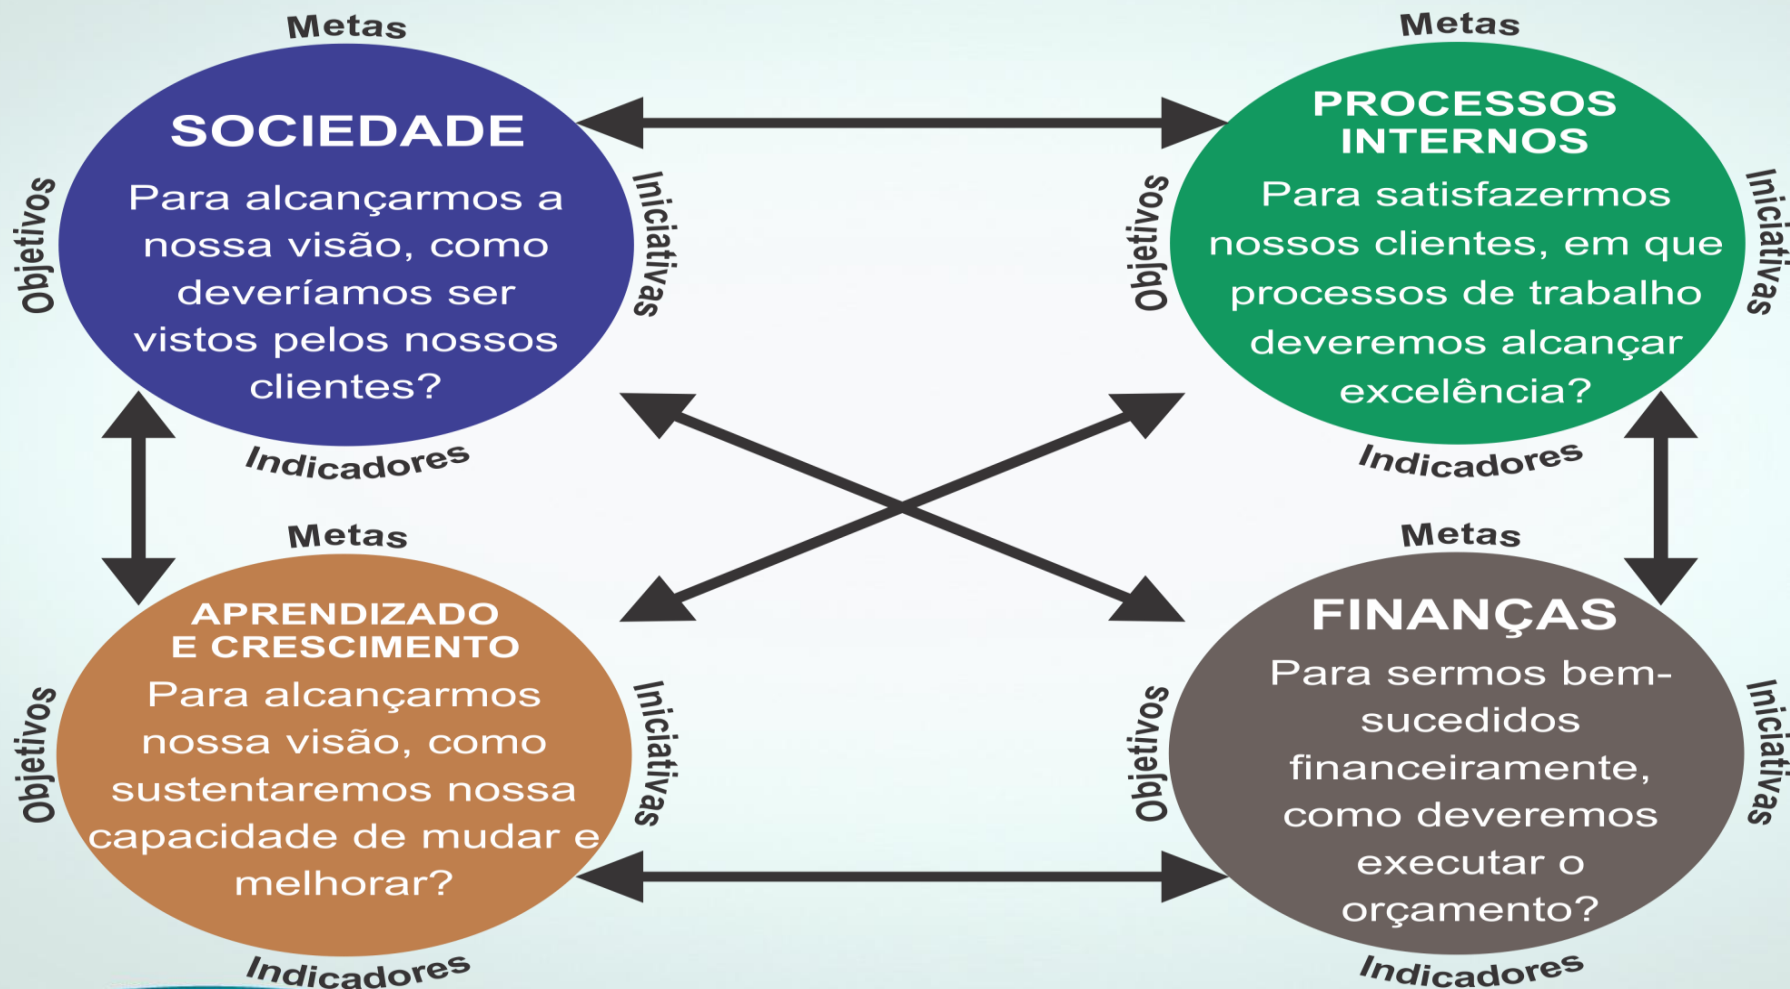 Metas
SOCIEDADE
Para alcançarmos a
nossa visão, como
deveríamos ser
vistos pelos nossos
clientes?
Objetivos
Iniciativas
Indicadores
Metas
PROCESSOS
INTERNOS
Para satisfazermos
nossos clientes, em que
processos de trabalho
deveremos alcançar
excelência?
Objetivos
Iniciativas
Indicadores
Metas
APRENDIZADO
E CRESCIMENTO
Para alcançarmos
nossa visão, como
sustentaremos nossa
capacidade de mudar e
melhorar?
Objetivos
Iniciativas
Indicadores
Metas
FINANÇAS
Para sermos bem-
sucedidos
financeiramente,
como deveremos
executar o
orçamento?
Objetivos
Iniciativas
Indicadores